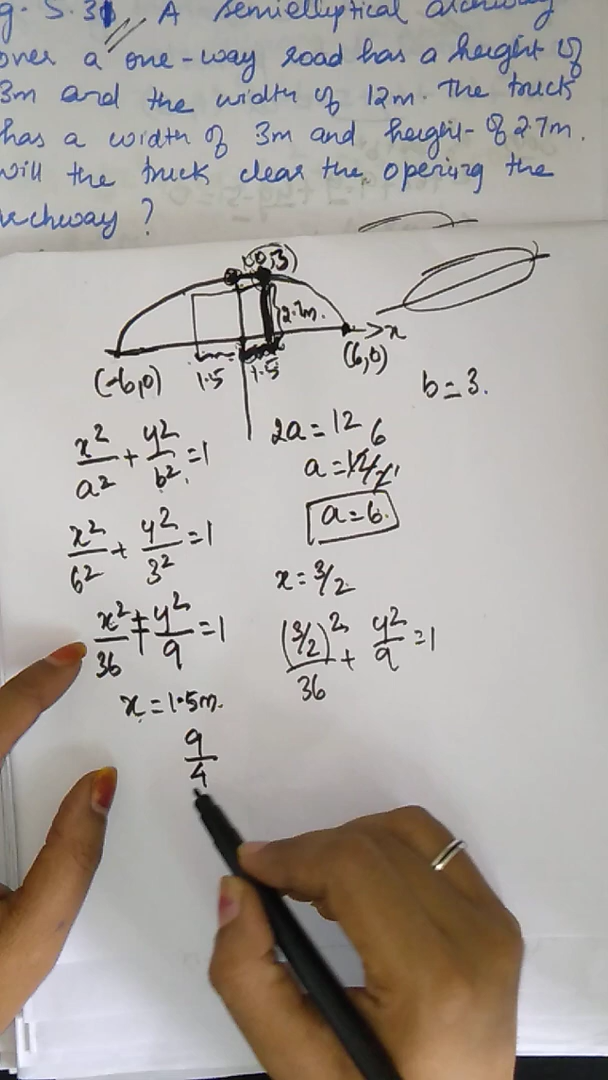 g. 5.31 A semielliptical archway
over a one-way road has a height of
3m and the width of 12m. The truck
has a width of 3m and height of 2.7m.
will the truck clear the opening the
archway ?
(0,3)
2.7m.
x
(-6,0) 1.5 1.5 (6,0)
b=3.
x²/a² + y²/b² = 1
2a=12
a=12/2 6
a=6.
x²/6² + y²/3² = 1
x=3/2
x²/36 + y²/9 = 1
(3/2)²/36 + y²/9 = 1
x=1.5m.
9/4